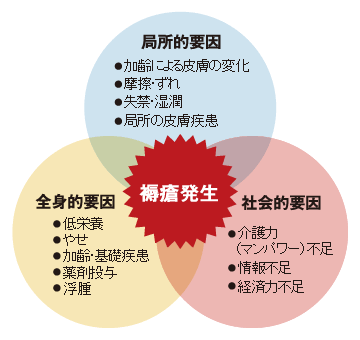 局所的要因
●加齢による皮膚の変化
●摩擦・ずれ
●失禁・湿潤
●局所の皮膚疾患
褥瘡発生
全身的要因
●低栄養
●やせ
●加齢・基礎疾患
●薬剤投与
●浮腫
社会的要因
●介護力
（マンパワー）不足
●情報不足
●経済力不足